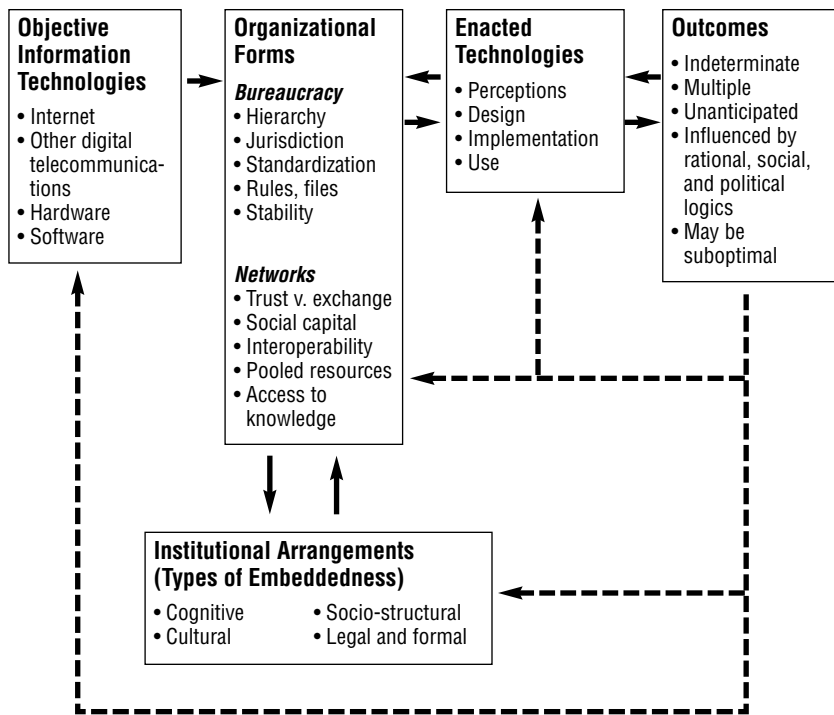 Objective
Information
Technologies
• Internet
• Other digital
telecommunica-
tions
• Hardware
• Software
Organizational
Forms
Bureaucracy
• Hierarchy
• Jurisdiction
• Standardization
• Rules, files
• Stability
Networks
• Trust v. exchange
• Social capital
• Interoperability
• Pooled resources
• Access to
knowledge
Enacted
Technologies
• Perceptions
• Design
• Implementation
• Use
Outcomes
• Indeterminate
• Multiple
• Unanticipated
• Influenced by
rational, social,
and political
logics
• May be
suboptimal
Institutional Arrangements
(Types of Embeddedness)
• Cognitive
• Cultural
• Socio-structural
• Legal and formal